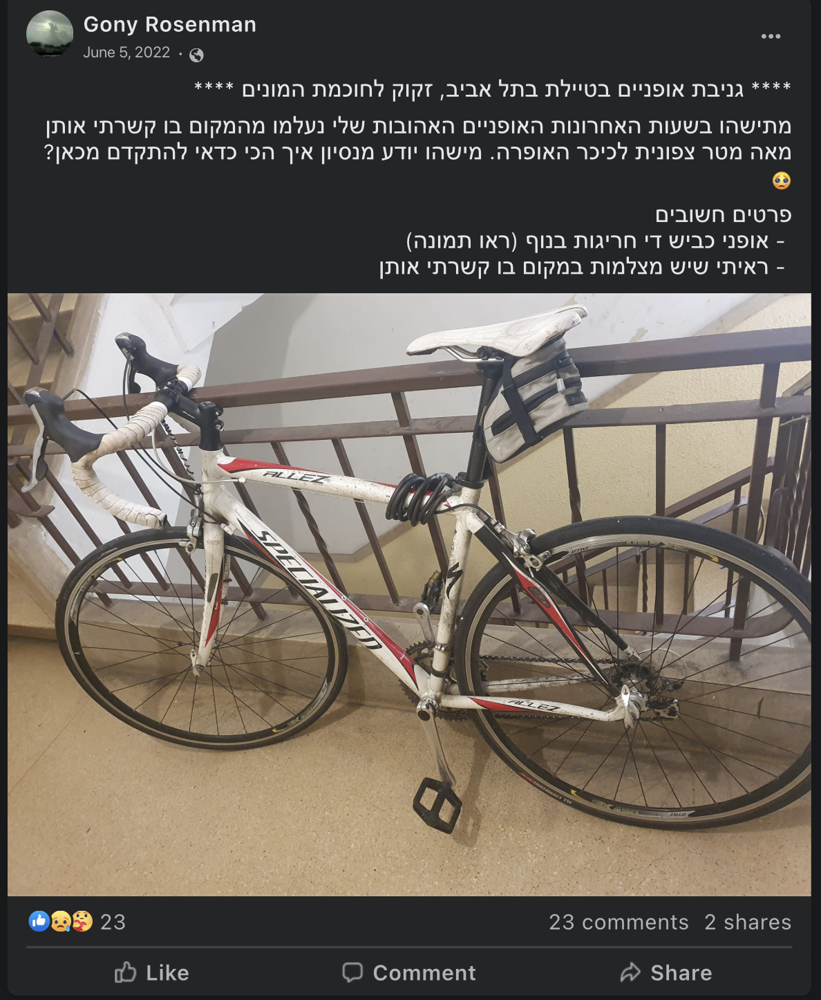 Gony Rosenman
June 5, 2022 ·
**** גניבת אופניים בטיילת בתל אביב, זקוק לחוכמת המונים ****
מתישהו בשעות האחרונות האופניים האהובות שלי נעלמו מהמקום בו קשרתי אותן
מאה מטר צפונית לכיכר האופרה. מישהו יודע מנסיון איך הכי כדאי להתקדם מכאן?
🥺
פרטים חשובים
- אופני כביש די חריגות בנוף (ראו תמונה)
- ראיתי שיש מצלמות במקום בו קשרתי אותן
ALLEZ
SPECIALIZED
ALLEZ
23
23 comments 2 shares
Like Comment Share